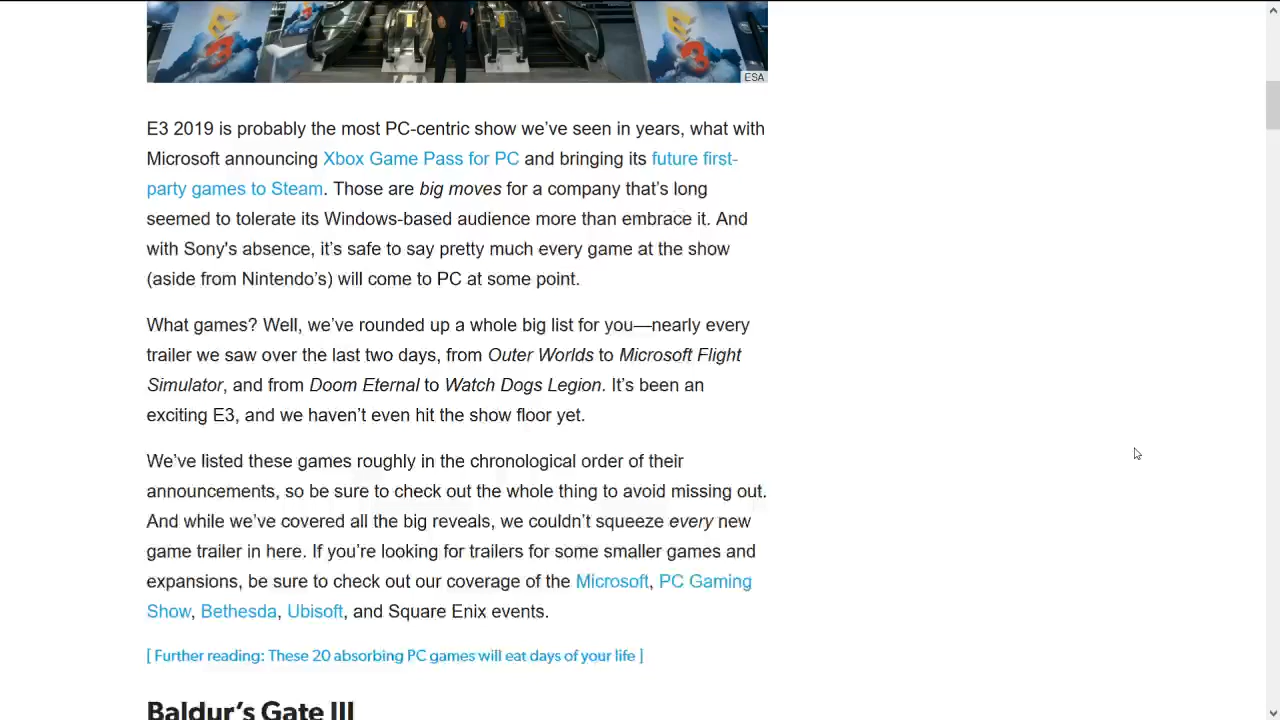 E3
E3
ESA
E3 2019 is probably the most PC-centric show we’ve seen in years, what with
Microsoft announcing Xbox Game Pass for PC and bringing its future first-
party games to Steam. Those are big moves for a company that’s long
seemed to tolerate its Windows-based audience more than embrace it. And
with Sony's absence, it’s safe to say pretty much every game at the show
(aside from Nintendo’s) will come to PC at some point.
What games? Well, we’ve rounded up a whole big list for you—nearly every
trailer we saw over the last two days, from Outer Worlds to Microsoft Flight
Simulator, and from Doom Eternal to Watch Dogs Legion. It’s been an
exciting E3, and we haven’t even hit the show floor yet.
We’ve listed these games roughly in the chronological order of their
announcements, so be sure to check out the whole thing to avoid missing out.
And while we’ve covered all the big reveals, we couldn’t squeeze every new
game trailer in here. If you’re looking for trailers for some smaller games and
expansions, be sure to check out our coverage of the Microsoft, PC Gaming
Show, Bethesda, Ubisoft, and Square Enix events.
[ Further reading: These 20 absorbing PC games will eat days of your life ]
Baldur’s Gate III